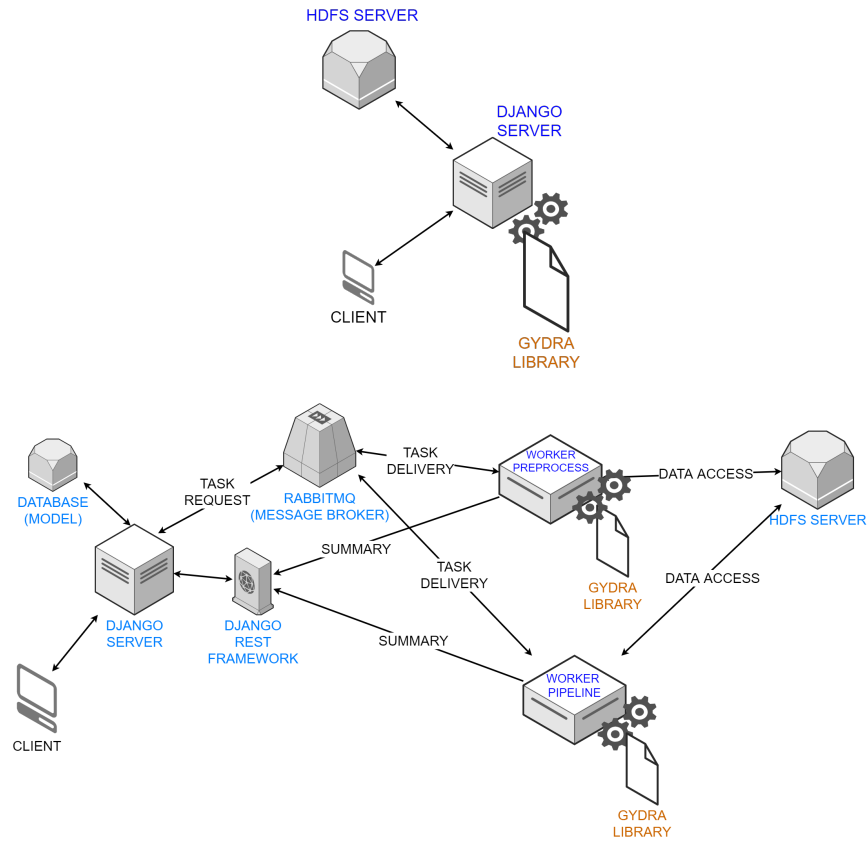 HDFS SERVER
DJANGO
SERVER
CLIENT
GYDRA
LIBRARY
TASK
DELIVERY
WORKER
PREPROCESS
DATA ACCESS
TASK
REQUEST
DATABASE
(MODEL)
RABBITMQ
(MESSAGE BROKER)
HDFS SERVER
SUMMARY
TASK
DELIVERY
DATA ACCESS
GYDRA
LIBRARY
DJANGO
SERVER
DJANGO
REST
FRAMEWORK
SUMMARY
WORKER
PIPELINE
CLIENT
GYDRA
LIBRARY